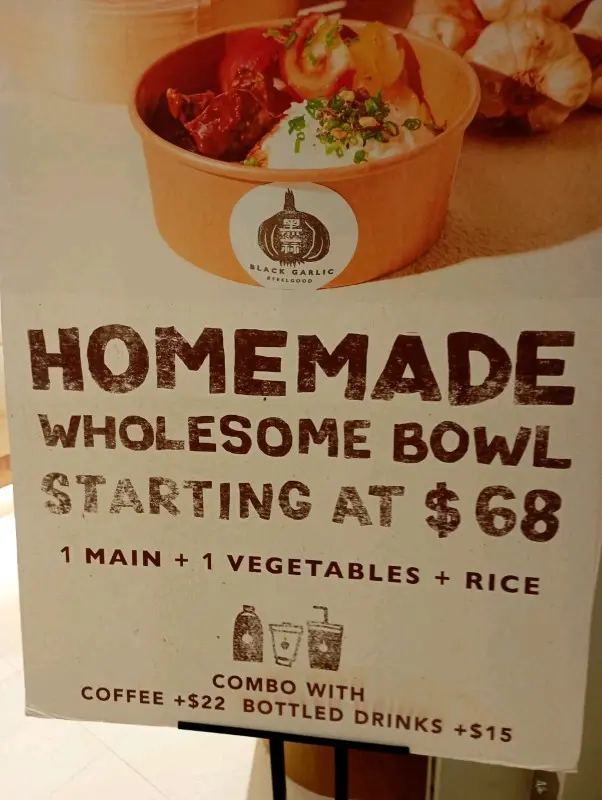 BLACK GARLIC
#FEELGOOD
HOMEMADE
WHOLESOME BOWL
STARTING AT $68
1 MAIN + 1 VEGETABLES + RICE
COMBO WITH
COFFEE +$22 BOTTLED DRINKS +$15